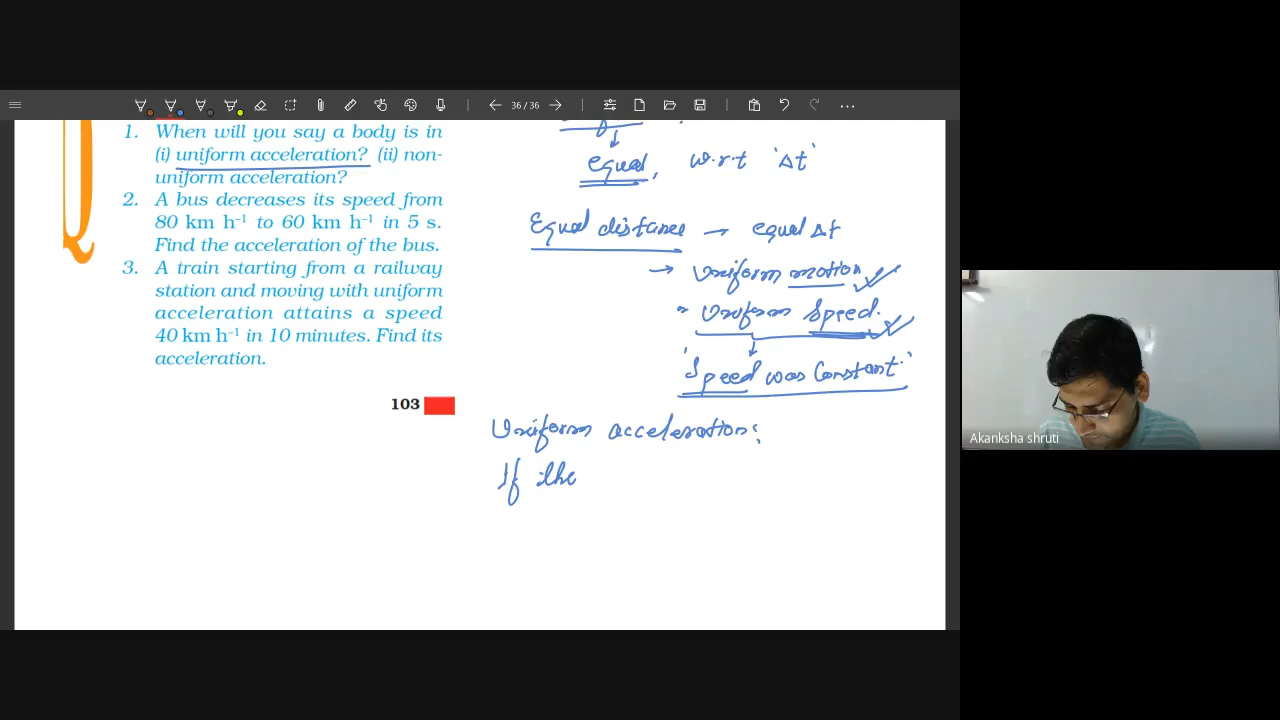 36/36
1. When will you say a body is in
(i) uniform acceleration? (ii) non-
uniform acceleration?
2. A bus decreases its speed from
80 km h⁻¹ to 60 km h⁻¹ in 5 s.
Find the acceleration of the bus.
3. A train starting from a railway
station and moving with uniform
acceleration attains a speed
40 km h⁻¹ in 10 minutes. Find its
acceleration.
103
equal, w.r.t 'Δt'
Equal distance → equal Δt
→ Uniform motion
" Uniform Speed.
'Speed was Constant.'
Uniform acceleration:
If the
Akanksha shruti